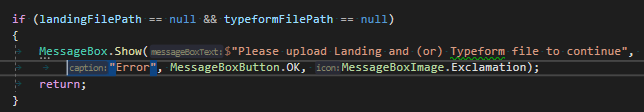 if (landingFilePath == null && typeformFilePath == null)
{
MessageBox.Show(messageBoxText:$"Please upload Landing and (or) Typeform file to continue",
caption:"Error", MessageBoxButton.OK, icon:MessageBoxImage.Exclamation);
return;
}